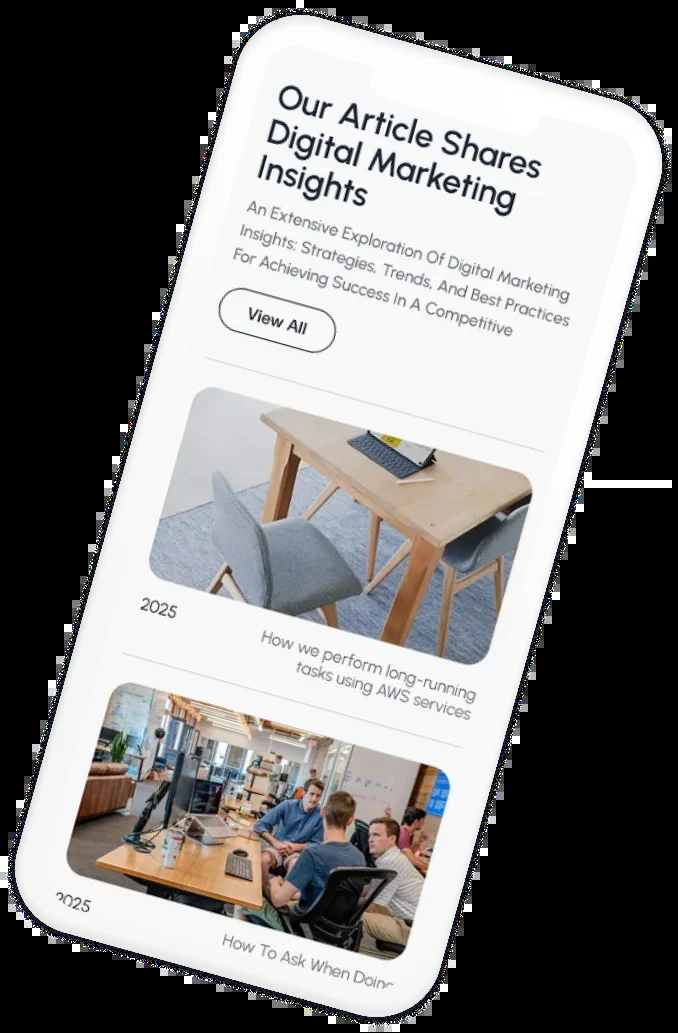 Our Article Shares
Digital Marketing
Insights
An Extensive Exploration Of Digital Marketing
Insights: Strategies, Trends, And Best Practices
For Achieving Success In A Competitive
View All
2025
How we perform long-running
tasks using AWS services
2025
How To Ask When Doing